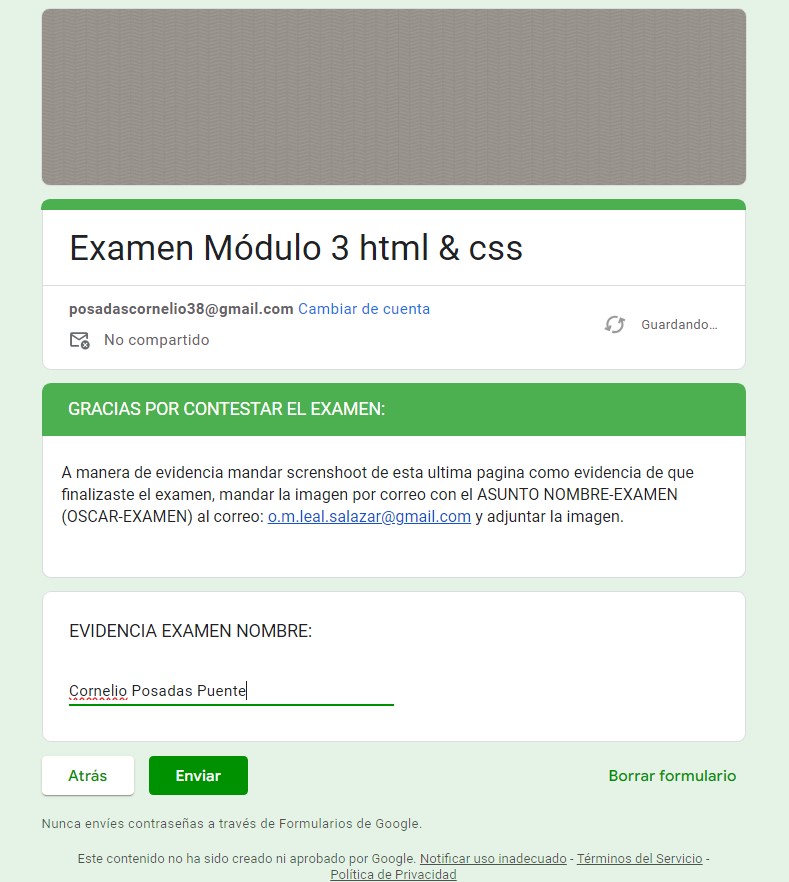 Examen Módulo 3 html & css
posadascornelio38@gmail.com Cambiar de cuenta
No compartido
Guardando…
GRACIAS POR CONTESTAR EL EXAMEN:
A manera de evidencia mandar screnshoot de esta ultima pagina como evidencia de que
finalizaste el examen, mandar la imagen por correo con el ASUNTO NOMBRE-EXAMEN
(OSCAR-EXAMEN) al correo: o.m.leal.salazar@gmail.com y adjuntar la imagen.
EVIDENCIA EXAMEN NOMBRE:
Cornelio Posadas Puente
Atrás
Enviar
Borrar formulario
Nunca envíes contraseñas a través de Formularios de Google.
Este contenido no ha sido creado ni aprobado por Google. Notificar uso inadecuado - Términos del Servicio -
Política de Privacidad